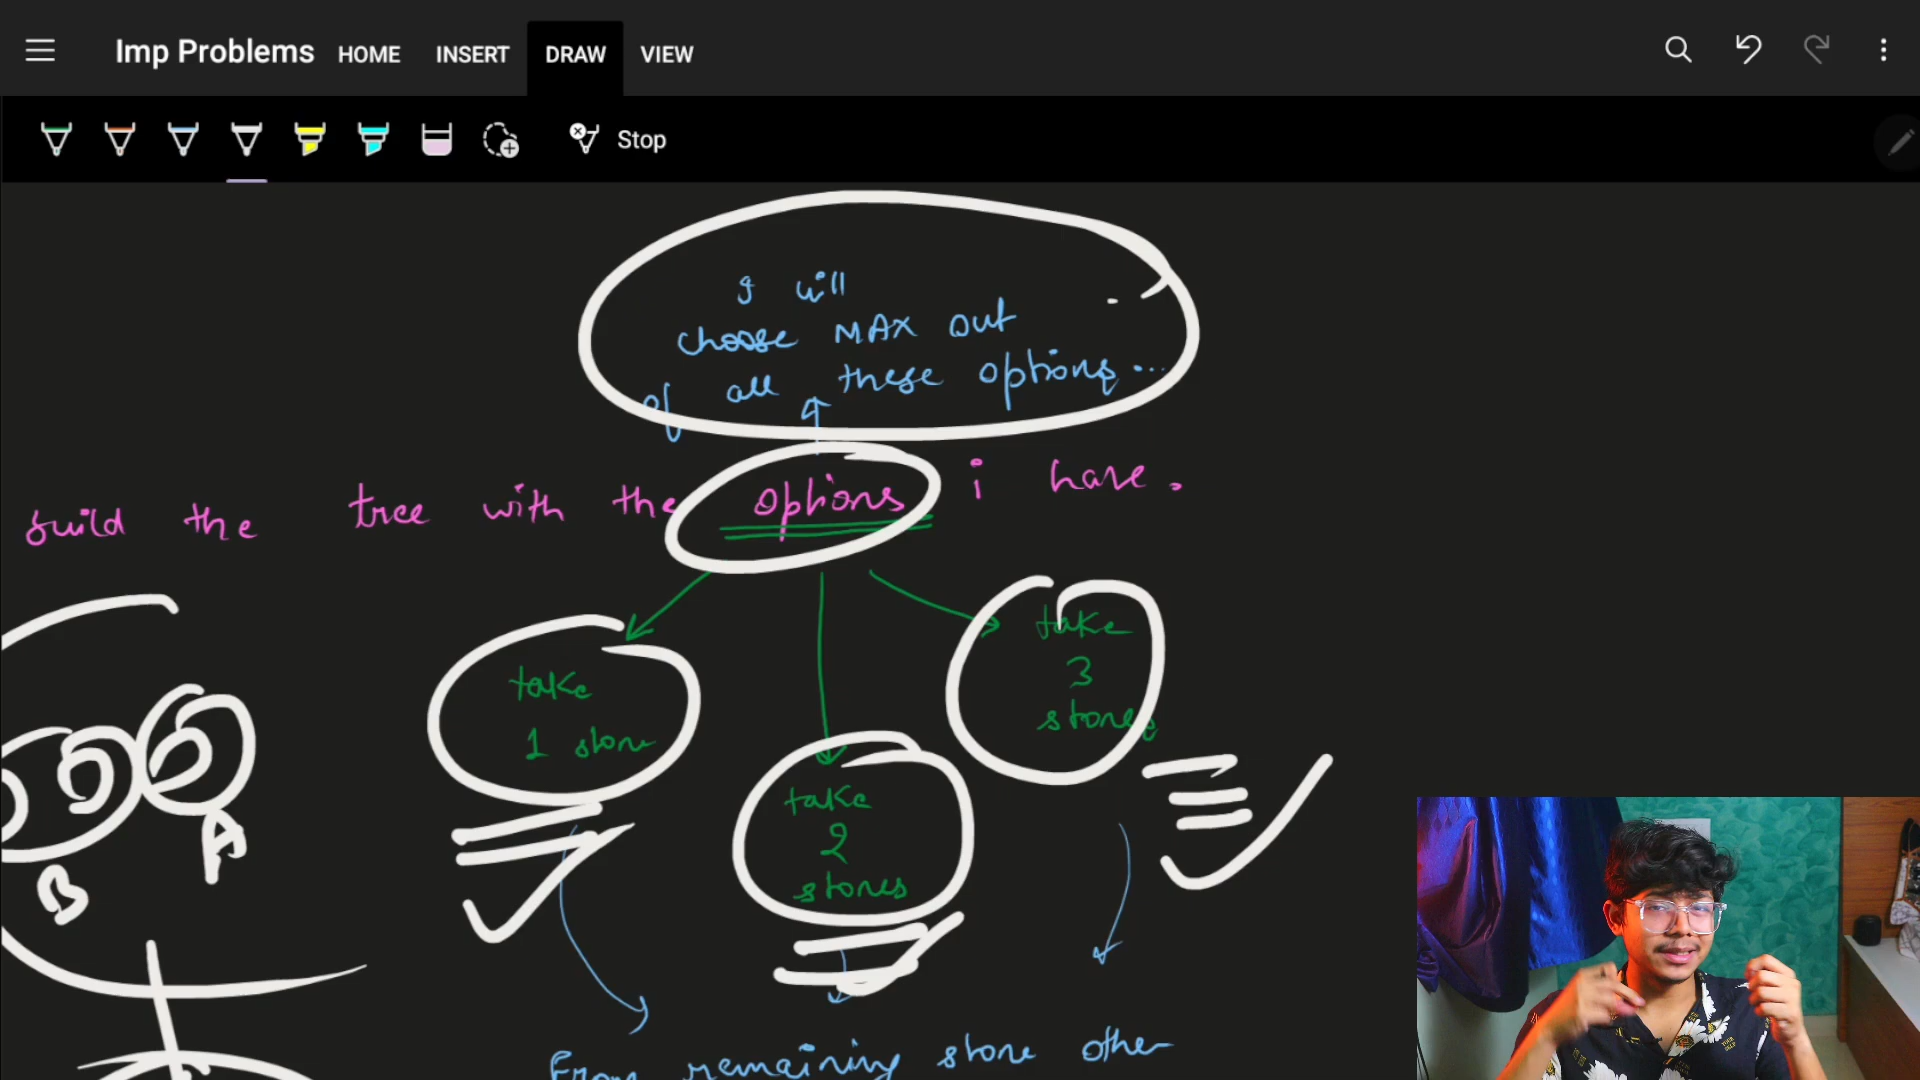 Imp Problems HOME INSERT DRAW VIEW
Stop
I will
choose MAX out
of all these options...
build the tree with the options i have.
take
1 stone
take
2
stones
take
3
stones
B
A
From remaining stone other